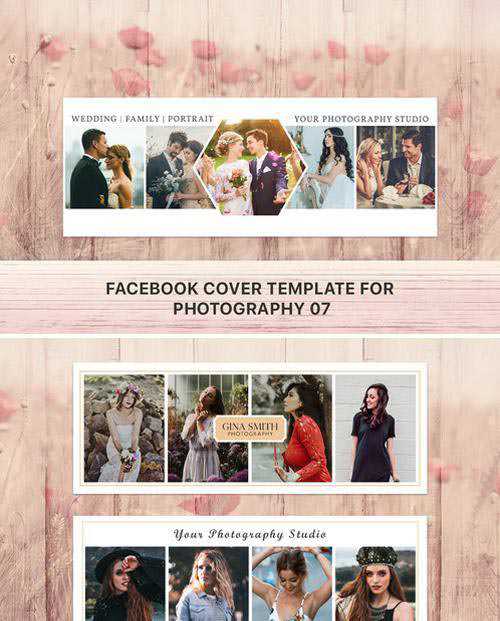 WEDDING | FAMILY | PORTRAIT
YOUR PHOTOGRAPHY STUDIO
FACEBOOK COVER TEMPLATE FOR
PHOTOGRAPHY 07
GINA SMITH
PHOTOGRAPHY
Your Photography Studio